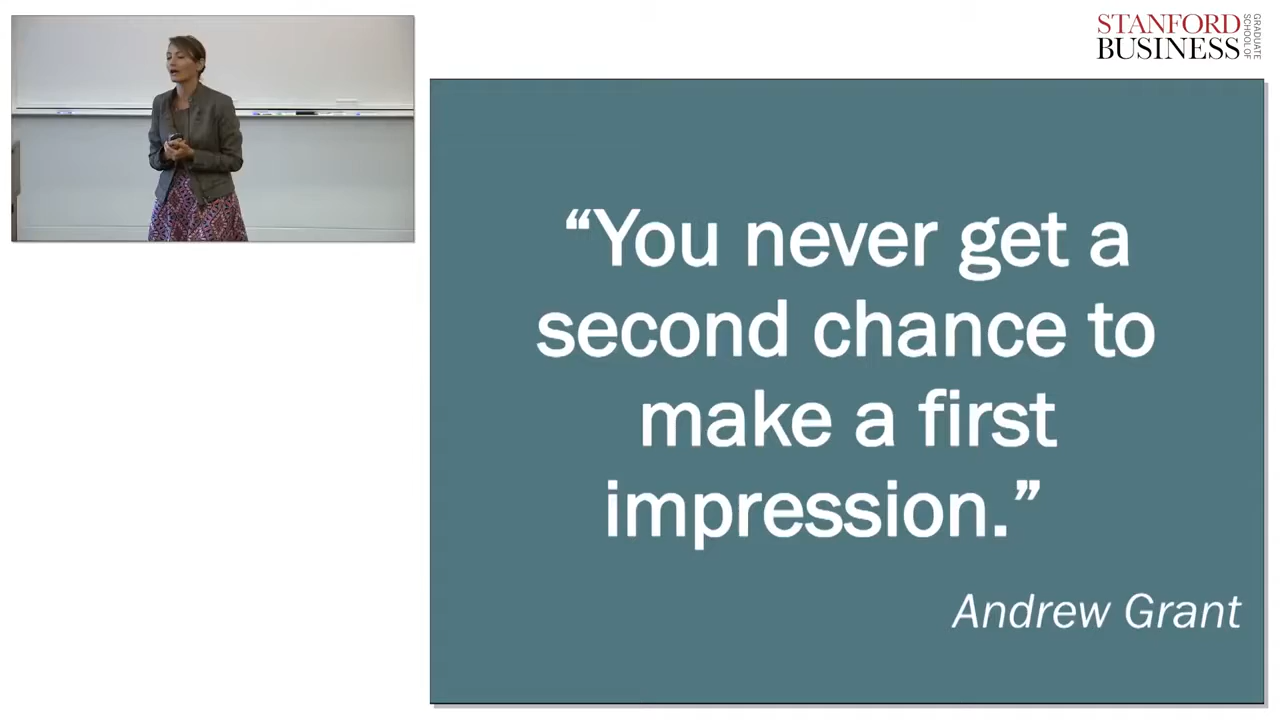 STANFORD
BUSINESS
GRADUATE
SCHOOL OF
“You never get a
second chance to
make a first
impression.”
Andrew Grant